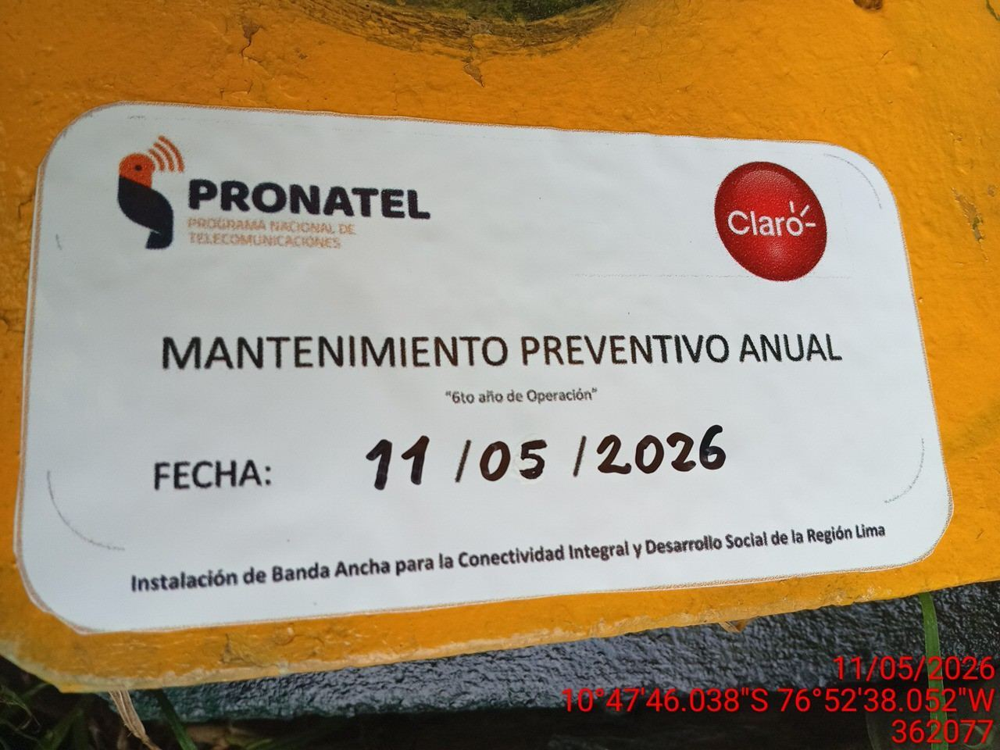 PRONATEL
PROGRAMA NACIONAL DE
TELECOMUNICACIONES
Claro
MANTENIMIENTO PREVENTIVO ANUAL
"6to año de Operación"
FECHA: 11/05/2026
Instalación de Banda Ancha para la Conectividad Integral y Desarrollo Social de la Región Lima
11/05/2026
10°47'46.038"S 76°52'38.052"W
362077